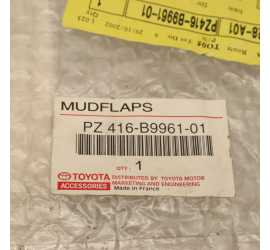 PZ416-B9961-01
MUDFLAPS
PZ 416-B9961-01
QTY: 1
TOYOTA
ACCESSORIES
DISTRIBUTED BY TOYOTA MOTOR
MARKETING AND ENGINEERING
Made in France